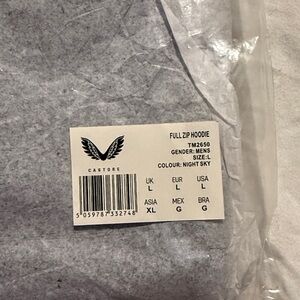 FULL ZIP HOODIE
TM2650
GENDER: MENS
SIZE:L
COLOUR: NIGHT SKY
CASTORE
UK EUR USA
L L L
ASIA MEX BRA
XL G G
5 059787 332748